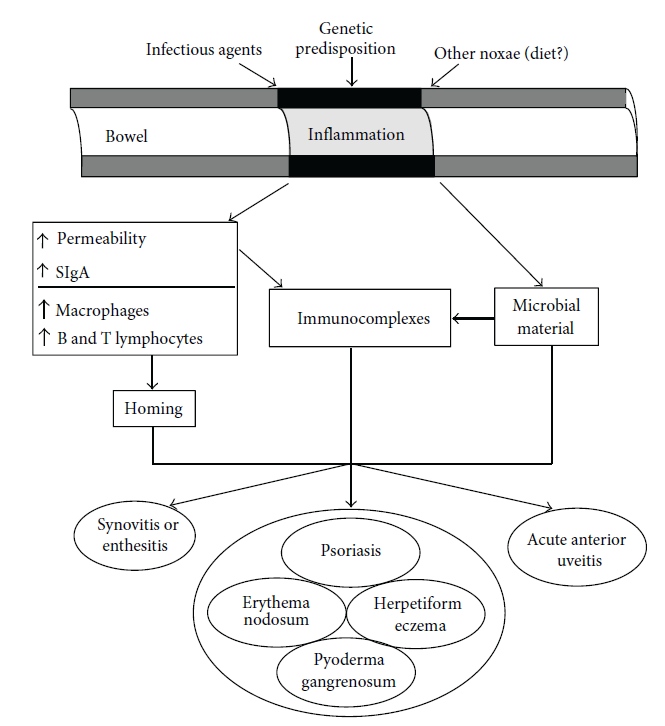 Genetic
predisposition
Infectious agents
Other noxae (diet?)
Bowel
Inflammation
↑ Permeability
↑ SIgA
↑ Macrophages
↑ B and T lymphocytes
Immunocomplexes
Microbial
material
Homing
Synovitis or
enthesitis
Psoriasis
Acute anterior
uveitis
Erythema
nodosum
Herpetiform
eczema
Pyoderma
gangrenosum